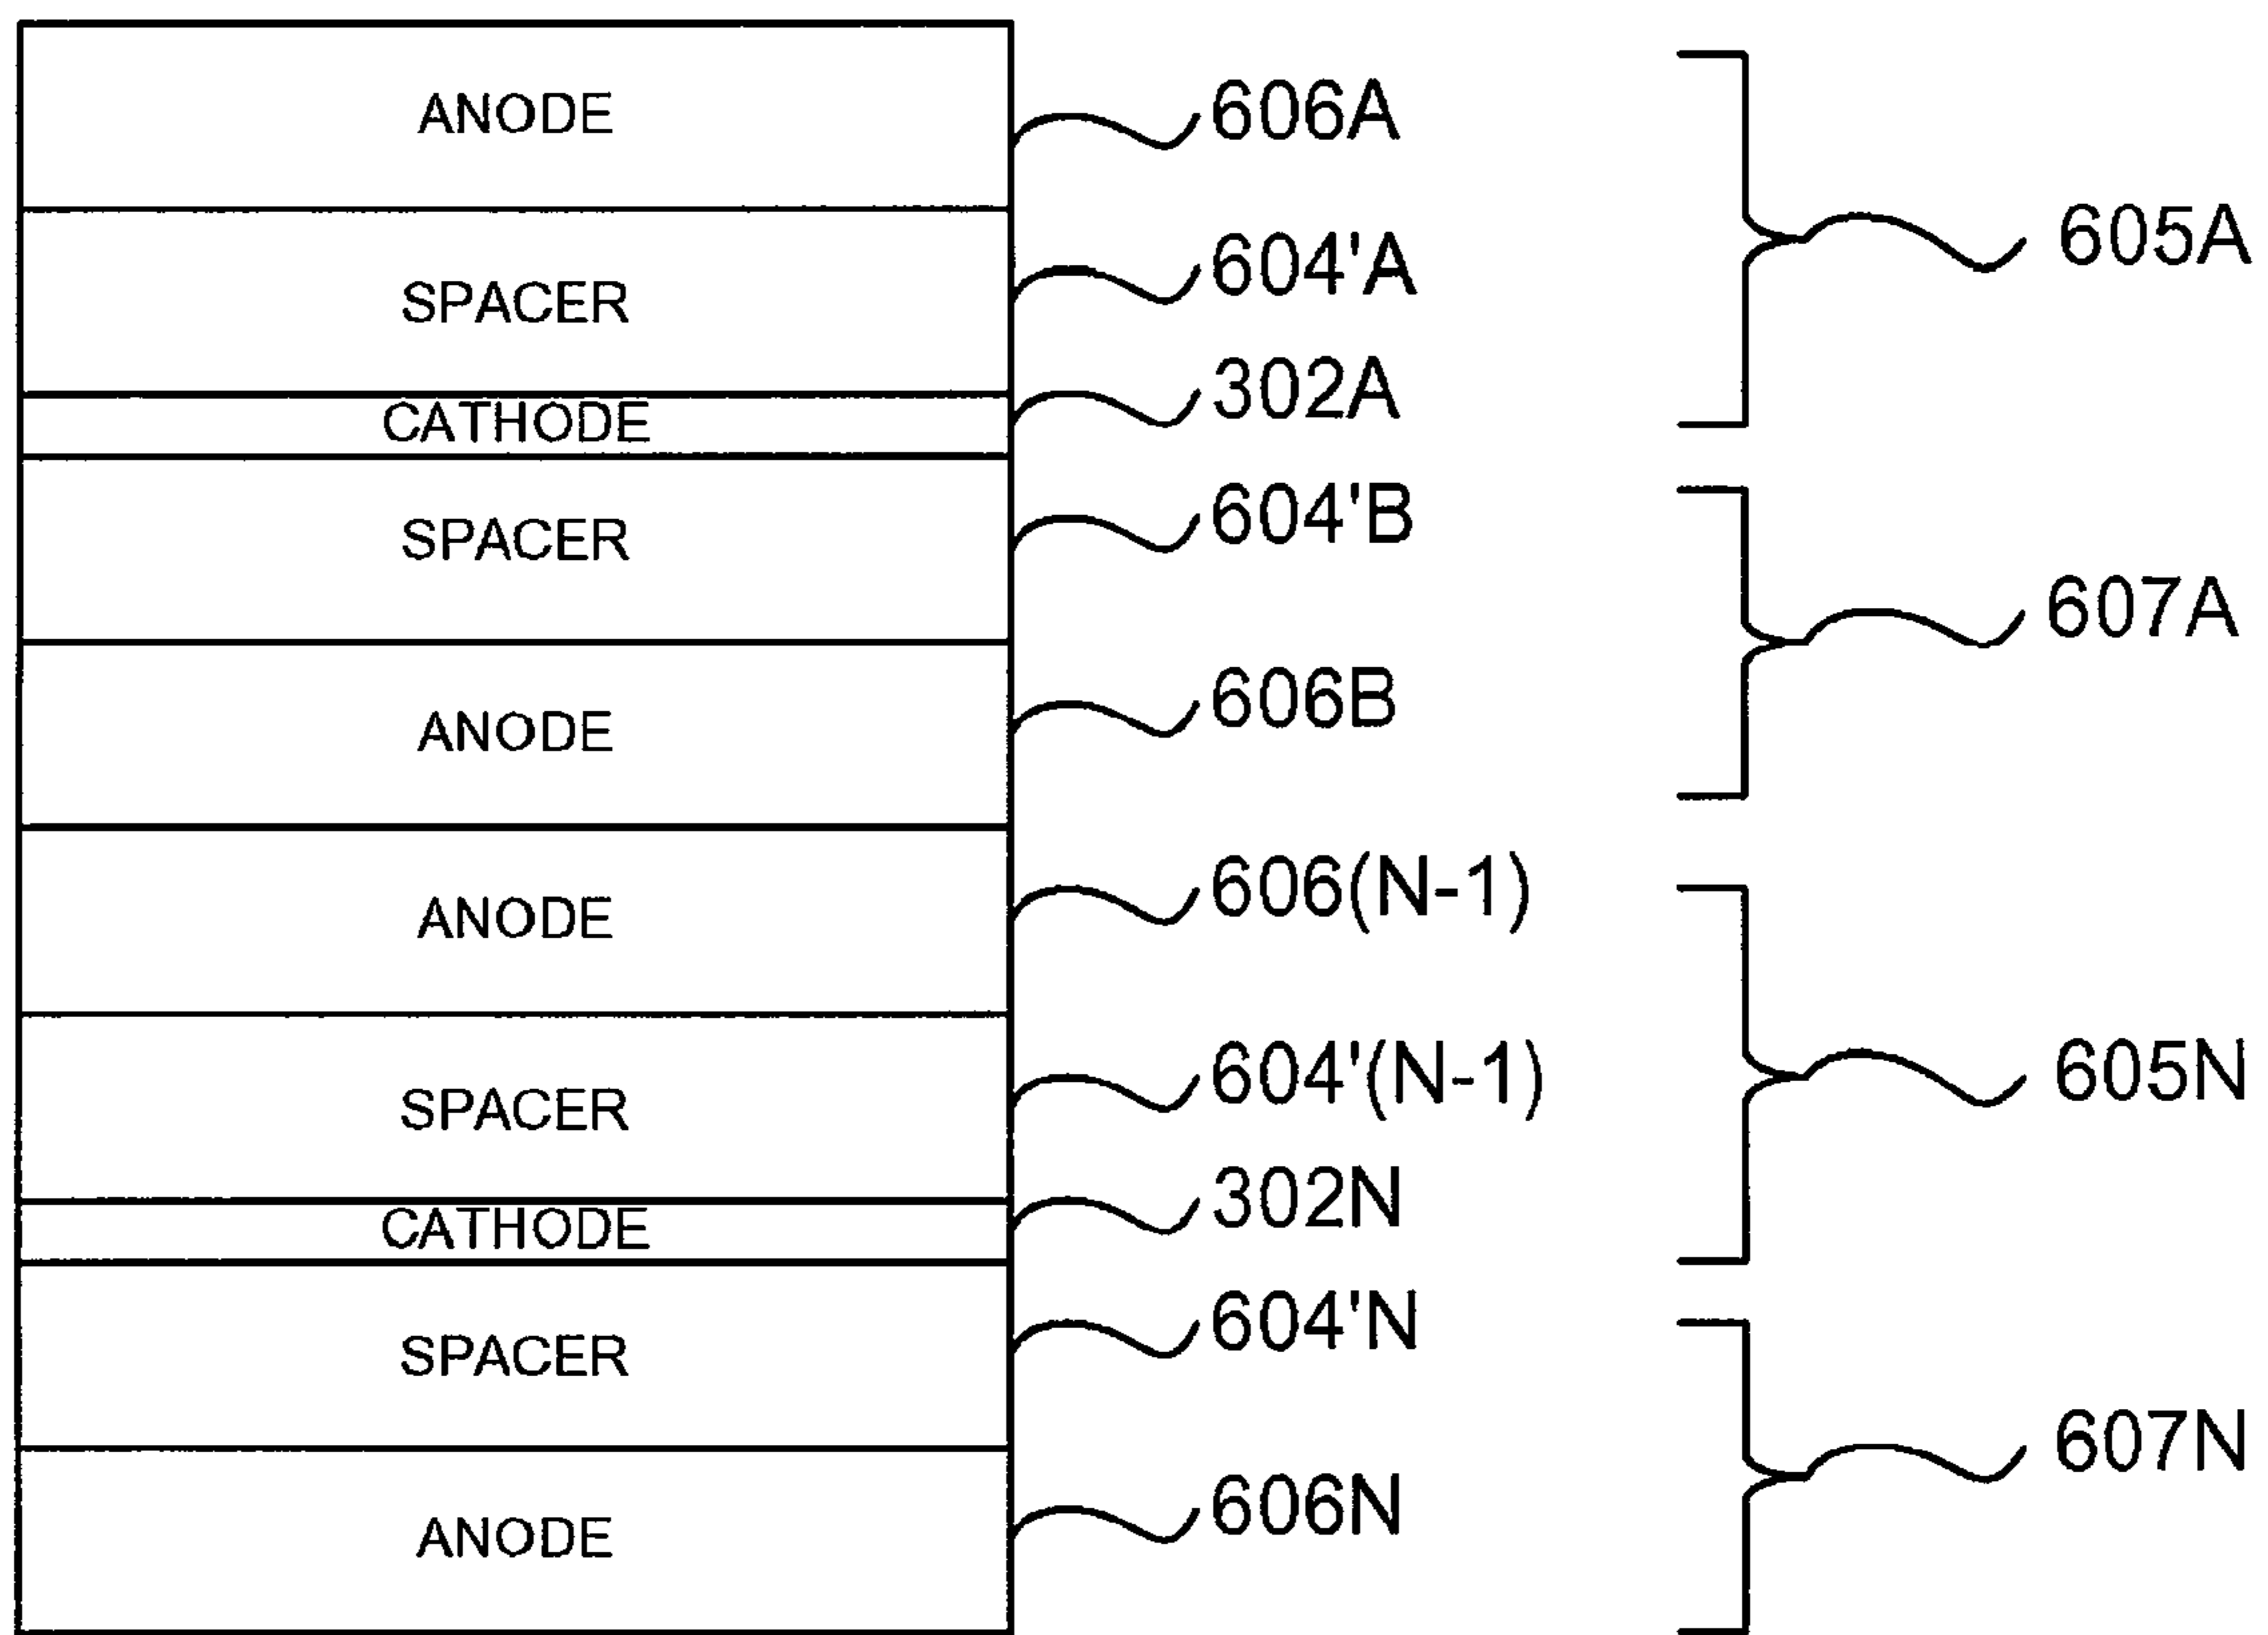 ANODE 606A
605A
SPACER 604'A
CATHODE 302A
SPACER 604'B
607A
ANODE 606B
ANODE 606(N-1)
605N
SPACER 604'(N-1)
CATHODE 302N
SPACER 604'N
607N
ANODE 606N